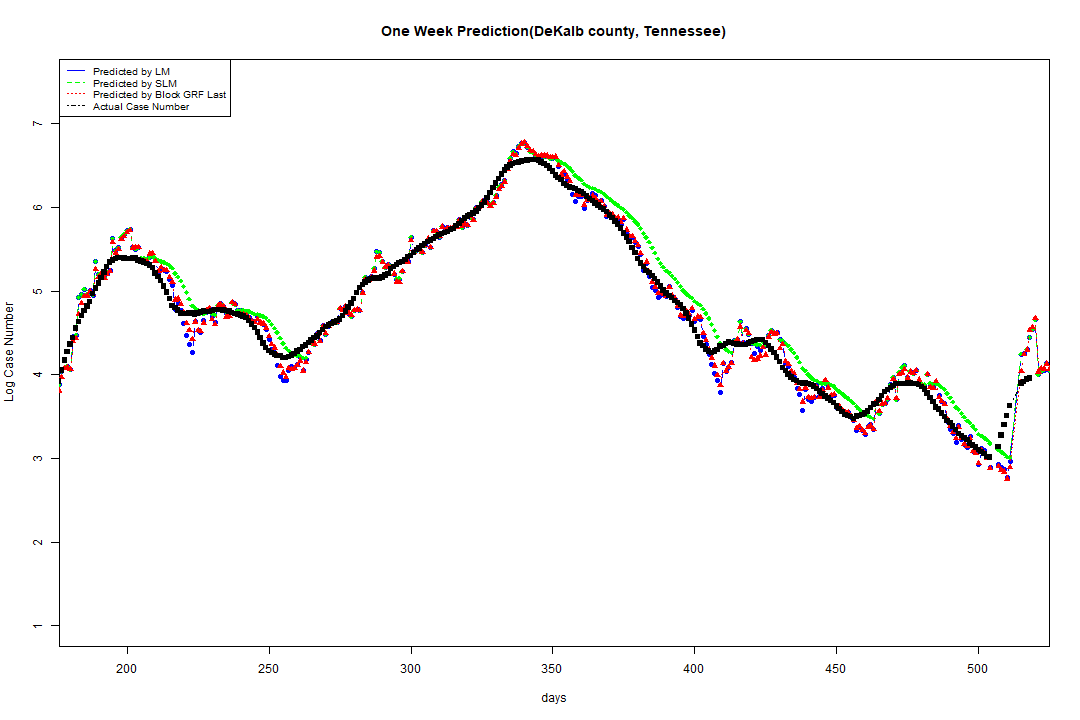 One Week Prediction(DeKalb county, Tennessee)
Predicted by LM
Predicted by SLM
Predicted by Block GRF Last
Actual Case Number
Log Case Number
7
6
5
4
3
2
1
200 250 300 350 400 450 500
days